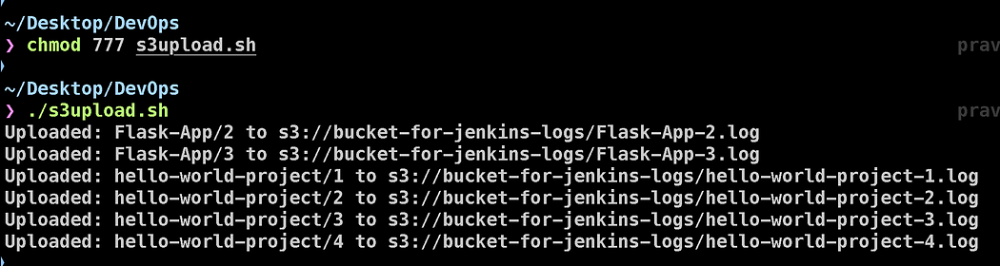 ~/Desktop/DevOps
❯ chmod 777 s3upload.sh prav
~/Desktop/DevOps
❯ ./s3upload.sh prav
Uploaded: Flask-App/2 to s3://bucket-for-jenkins-logs/Flask-App-2.log
Uploaded: Flask-App/3 to s3://bucket-for-jenkins-logs/Flask-App-3.log
Uploaded: hello-world-project/1 to s3://bucket-for-jenkins-logs/hello-world-project-1.log
Uploaded: hello-world-project/2 to s3://bucket-for-jenkins-logs/hello-world-project-2.log
Uploaded: hello-world-project/3 to s3://bucket-for-jenkins-logs/hello-world-project-3.log
Uploaded: hello-world-project/4 to s3://bucket-for-jenkins-logs/hello-world-project-4.log